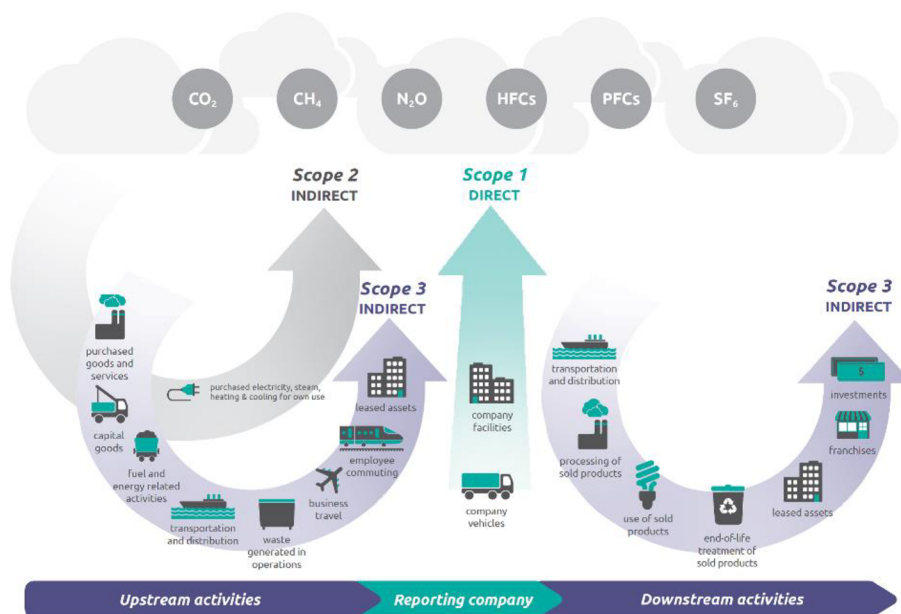 CO₂
CH₄
N₂O
HFCs
PFCs
SF₆
Scope 2
INDIRECT
Scope 1
DIRECT
Scope 3
INDIRECT
Scope 3
INDIRECT
purchased
goods and
services
capital
goods
fuel and
energy related
activities
transportation
and distribution
waste
generated in
operations
business
travel
employee
commuting
leased assets
purchased electricity, steam,
heating & cooling for own use
company
facilities
company
vehicles
transportation
and distribution
processing of
sold products
use of sold
products
end-of-life
treatment of
sold products
leased assets
franchises
investments
$
Upstream activities
Reporting company
Downstream activities